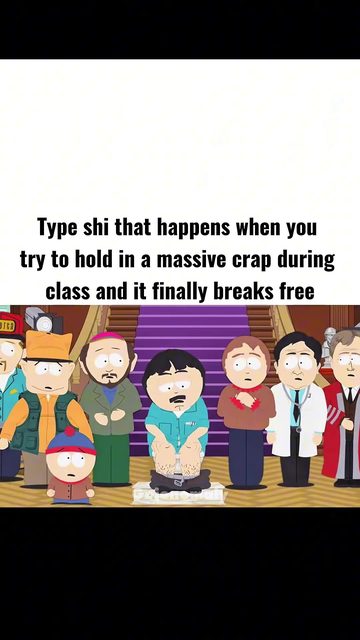 Type shi that happens when you
try to hold in a massive crap during
class and it finally breaks free